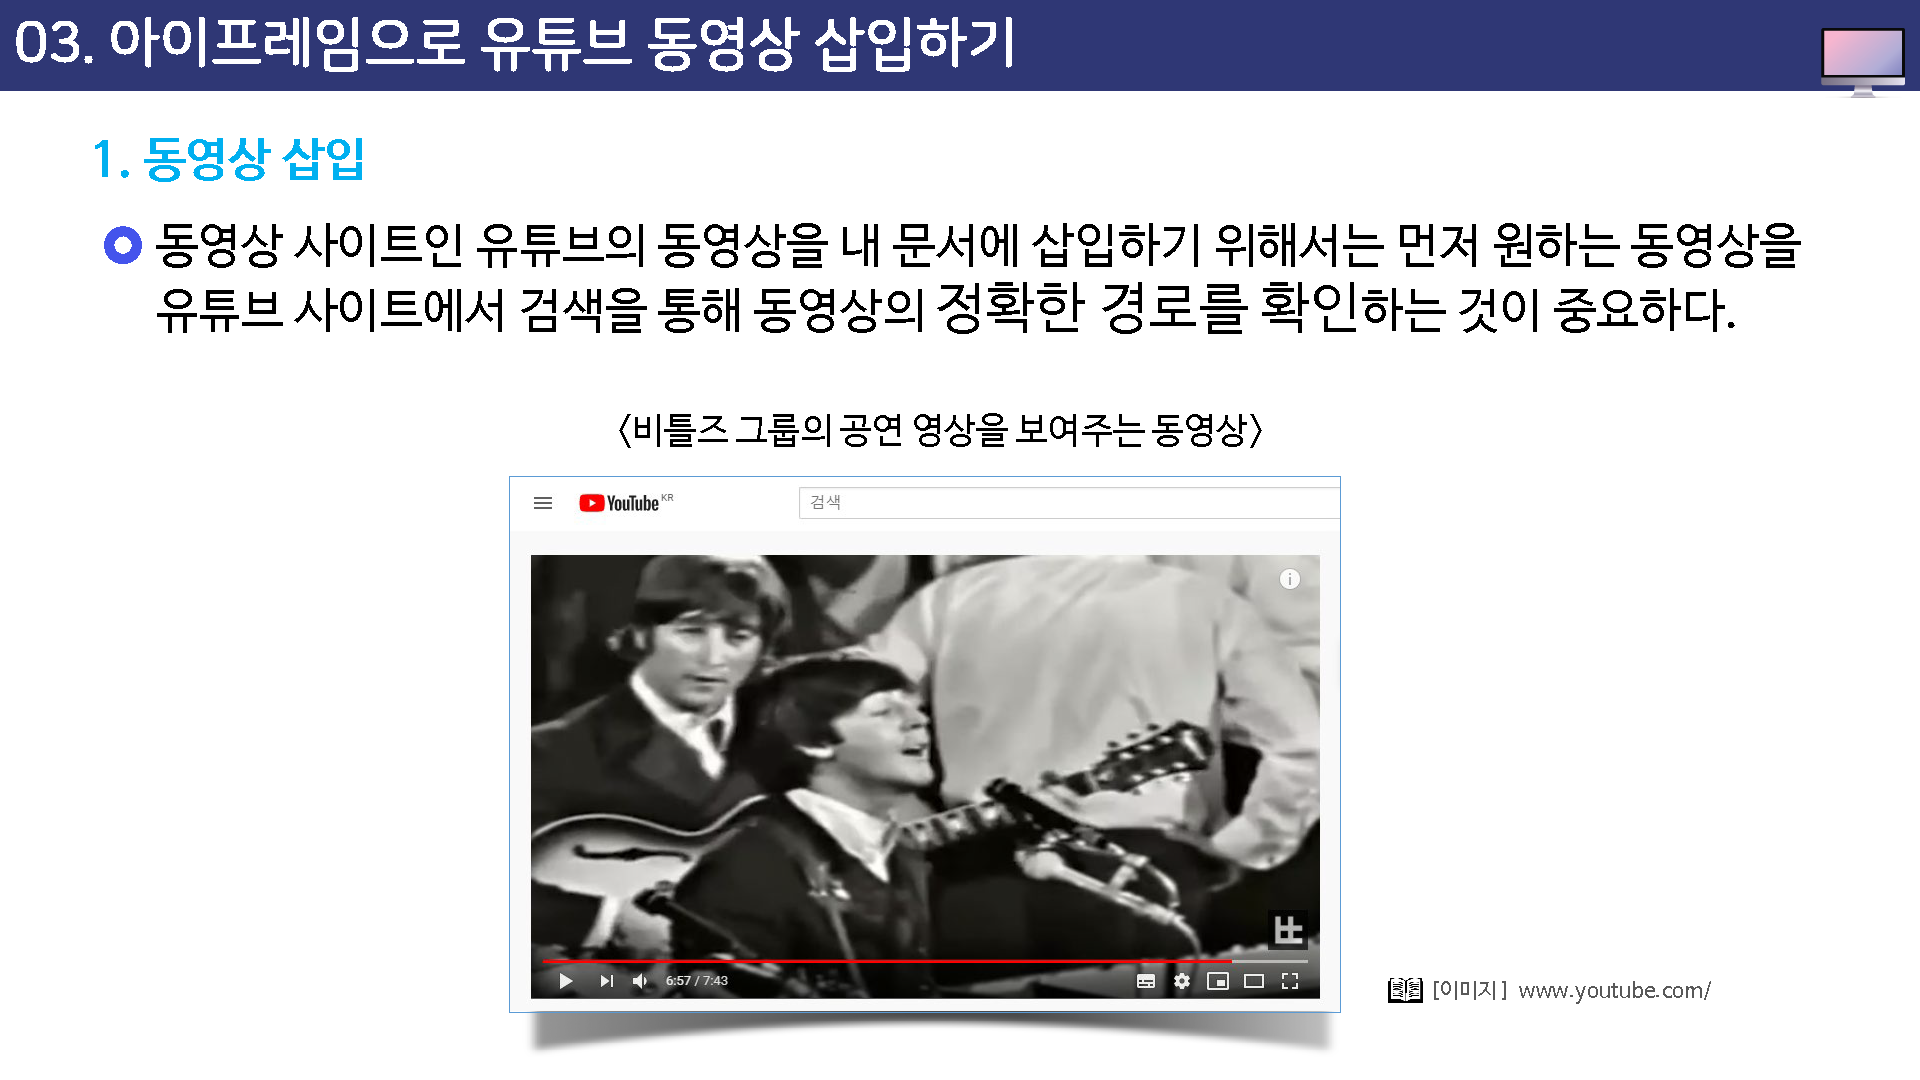 03. 아이프레임으로 유튜브 동영상 삽입하기
1. 동영상 삽입
동영상 사이트인 유튜브의 동영상을 내 문서에 삽입하기 위해서는 먼저 원하는 동영상을
유튜브 사이트에서 검색을 통해 동영상의 정확한 경로를 확인하는 것이 중요하다.
〈비틀즈 그룹의 공연 영상을 보여주는 동영상〉
YouTube KR
검색
6:57 / 7:43
[이미지] www.youtube.com/